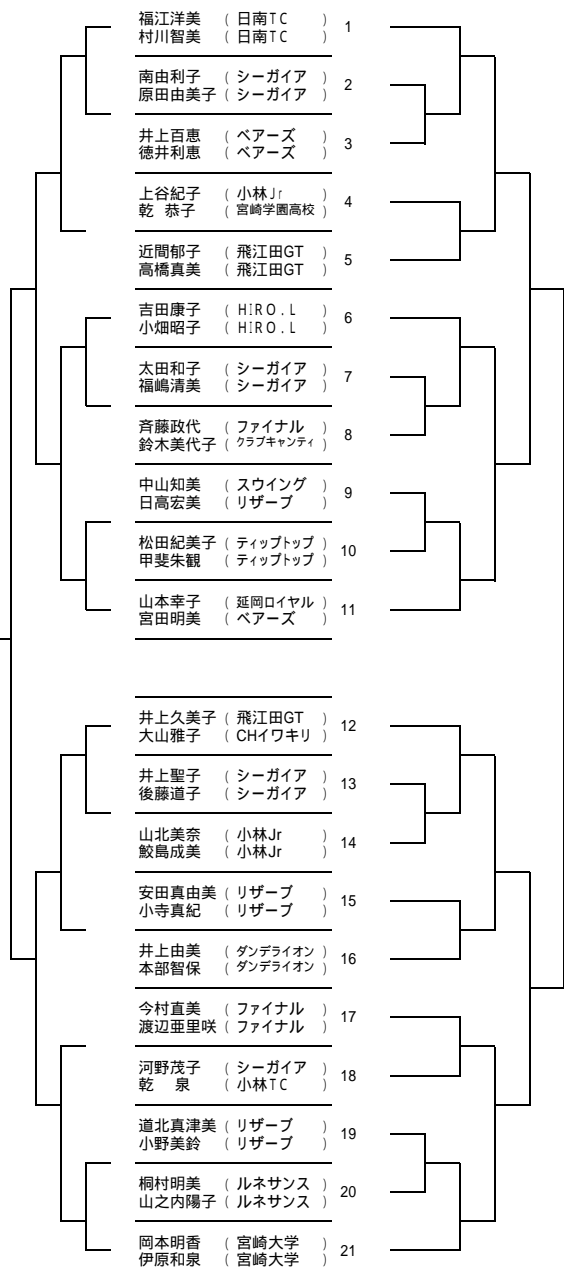 福江洋美 ( 日南TC ) 1
村川智美 ( 日南TC )
南由利子 ( シーガイア ) 2
原田由美子 ( シーガイア )
井上百恵 ( ベアーズ ) 3
徳井利恵 ( ベアーズ )
上谷紀子 ( 小林Jr ) 4
乾 恭子 ( 宮崎学園高校 )
近間郁子 ( 飛江田GT ) 5
高橋真美 ( 飛江田GT )
吉田康子 ( HIRO.L ) 6
小畑昭子 ( HIRO.L )
太田和子 ( シーガイア ) 7
福嶋清美 ( シーガイア )
斉藤政代 ( ファイナル ) 8
鈴木美代子 ( クラブキャンティ )
中山知美 ( スウイング ) 9
日高宏美 ( リザーブ )
松田紀美子 ( ティップトップ ) 10
甲斐朱観 ( ティップトップ )
山本幸子 ( 延岡ロイヤル ) 11
宮田明美 ( ベアーズ )
井上久美子 ( 飛江田GT ) 12
大山雅子 ( CHイワキリ )
井上聖子 ( シーガイア ) 13
後藤道子 ( シーガイア )
山北美奈 ( 小林Jr ) 14
鮫島成美 ( 小林Jr )
安田真由美 ( リザーブ ) 15
小寺真紀 ( リザーブ )
井上由美 ( ダンデライオン ) 16
本部智保 ( ダンデライオン )
今村直美 ( ファイナル ) 17
渡辺亜里咲 ( ファイナル )
河野茂子 ( シーガイア ) 18
乾 泉 ( 小林TC )
道北真津美 ( リザーブ ) 19
小野美鈴 ( リザーブ )
桐村明美 ( ルネサンス ) 20
山之内陽子 ( ルネサンス )
岡本明香 ( 宮崎大学 ) 21
伊原和泉 ( 宮崎大学 )